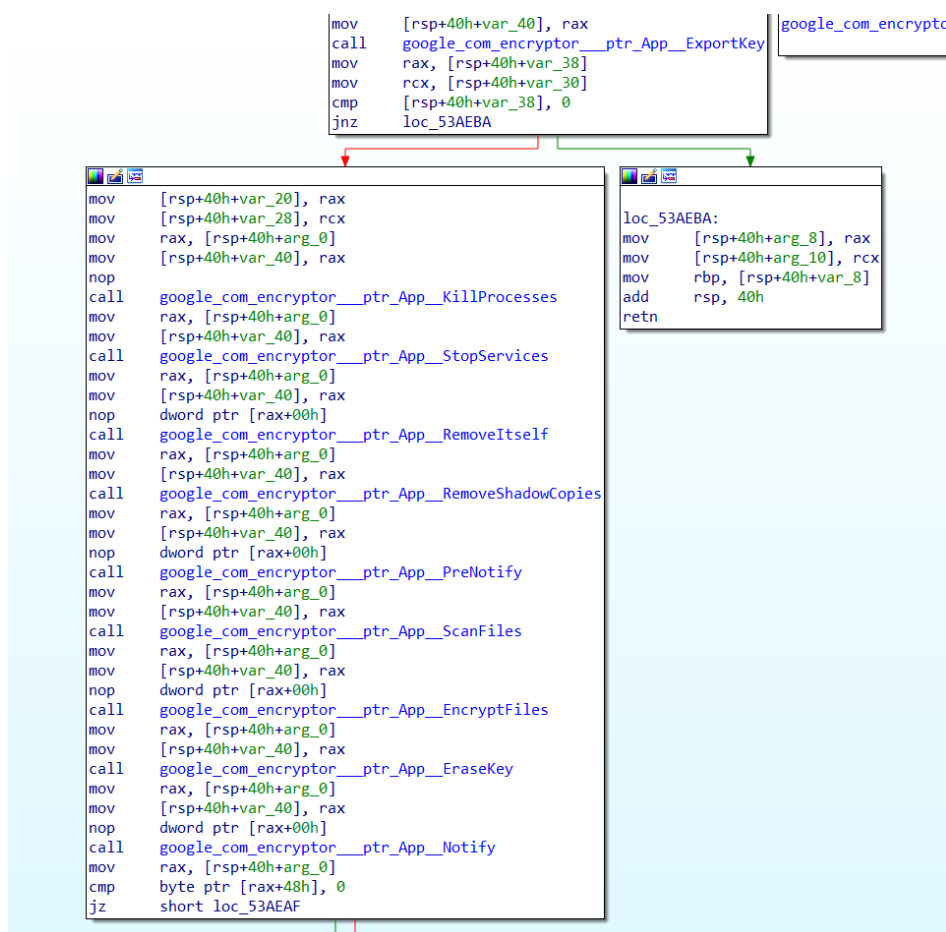 mov [rsp+40h+var_40], rax
call google_com_encryptor___ptr_App__ExportKey
mov rax, [rsp+40h+var_38]
mov rcx, [rsp+40h+var_30]
cmp [rsp+40h+var_38], 0
jnz loc_53AEBA
google_com_encrypto
mov [rsp+40h+var_20], rax
mov [rsp+40h+var_28], rcx
mov rax, [rsp+40h+arg_0]
mov [rsp+40h+var_40], rax
nop
call google_com_encryptor___ptr_App__KillProcesses
mov rax, [rsp+40h+arg_0]
mov [rsp+40h+var_40], rax
call google_com_encryptor___ptr_App__StopServices
mov rax, [rsp+40h+arg_0]
mov [rsp+40h+var_40], rax
nop dword ptr [rax+00h]
call google_com_encryptor___ptr_App__RemoveItself
mov rax, [rsp+40h+arg_0]
mov [rsp+40h+var_40], rax
call google_com_encryptor___ptr_App__RemoveShadowCopies
mov rax, [rsp+40h+arg_0]
mov [rsp+40h+var_40], rax
nop dword ptr [rax+00h]
call google_com_encryptor___ptr_App__PreNotify
mov rax, [rsp+40h+arg_0]
mov [rsp+40h+var_40], rax
call google_com_encryptor___ptr_App__ScanFiles
mov rax, [rsp+40h+arg_0]
mov [rsp+40h+var_40], rax
nop dword ptr [rax+00h]
call google_com_encryptor___ptr_App__EncryptFiles
mov rax, [rsp+40h+arg_0]
mov [rsp+40h+var_40], rax
call google_com_encryptor___ptr_App__EraseKey
mov rax, [rsp+40h+arg_0]
mov [rsp+40h+var_40], rax
nop dword ptr [rax+00h]
call google_com_encryptor___ptr_App__Notify
mov rax, [rsp+40h+arg_0]
cmp byte ptr [rax+48h], 0
jz short loc_53AEAF
loc_53AEBA:
mov [rsp+40h+arg_8], rax
mov [rsp+40h+arg_10], rcx
mov rbp, [rsp+40h+var_8]
add rsp, 40h
retn